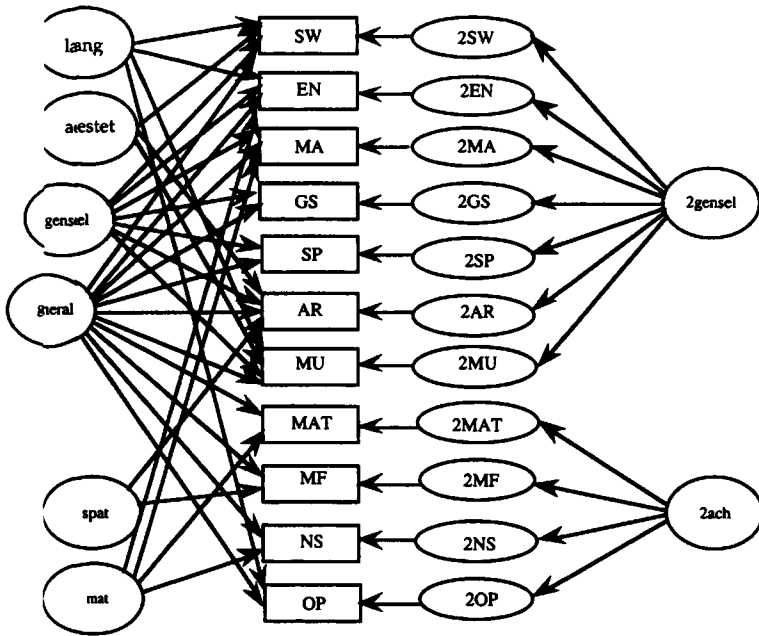 lang
aestet
gensel
general
spat
mat
SW
EN
MA
GS
SP
AR
MU
MAT
MF
NS
OP
2SW
2EN
2MA
2GS
2SP
2AR
2MU
2MAT
2MF
2NS
2OP
2gensel
2ach